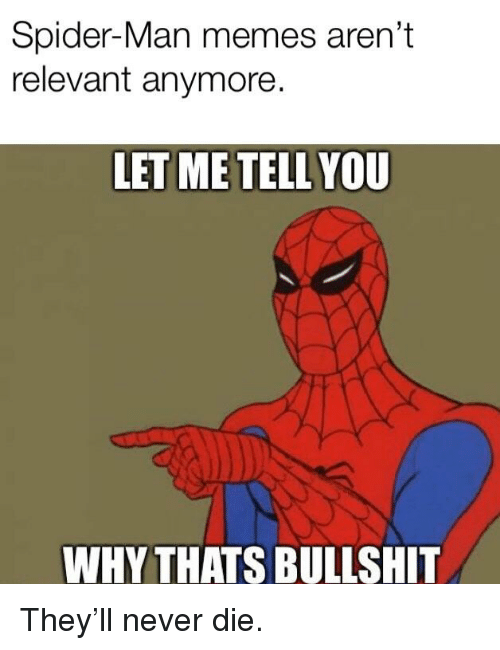 Spider-Man memes aren’t
relevant anymore.
LET ME TELL YOU
WHY THATS BULLSHIT
They’ll never die.